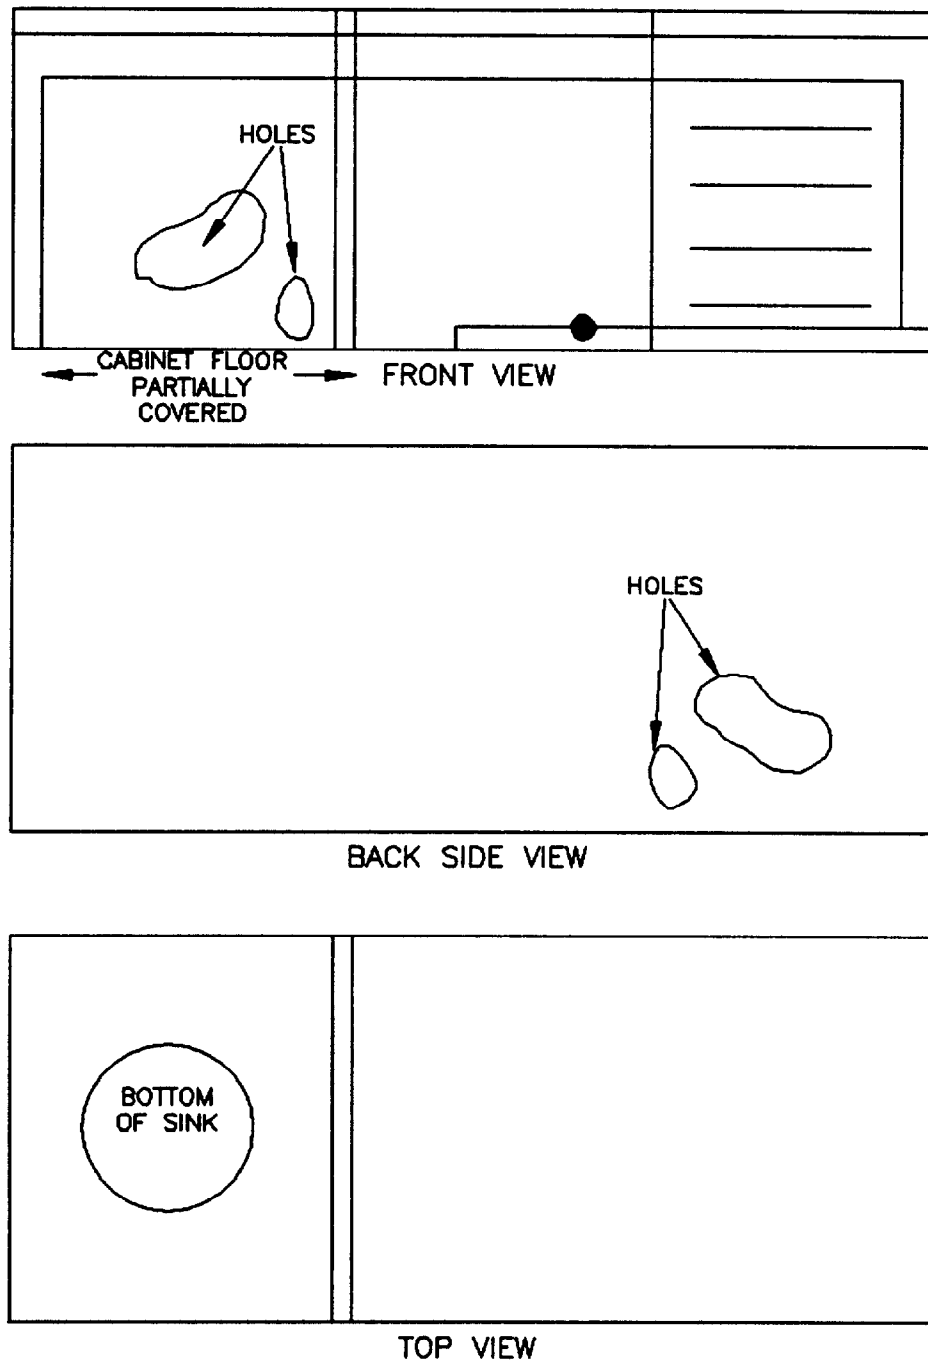 HOLES
CABINET FLOOR
PARTIALLY
COVERED
FRONT VIEW
HOLES
BACK SIDE VIEW
BOTTOM
OF SINK
TOP VIEW